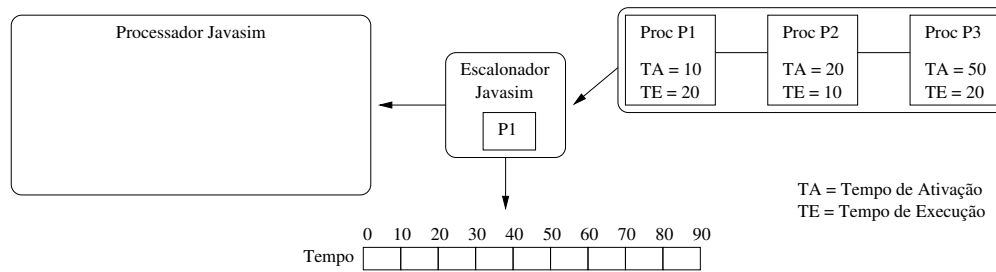 Processador Javasim
Escalonador
Javasim
P1
Proc P1
TA = 10
TE = 20
Proc P2
TA = 20
TE = 10
Proc P3
TA = 50
TE = 20
TA = Tempo de Ativação
TE = Tempo de Execução
0 10 20 30 40 50 60 70 80 90
Tempo